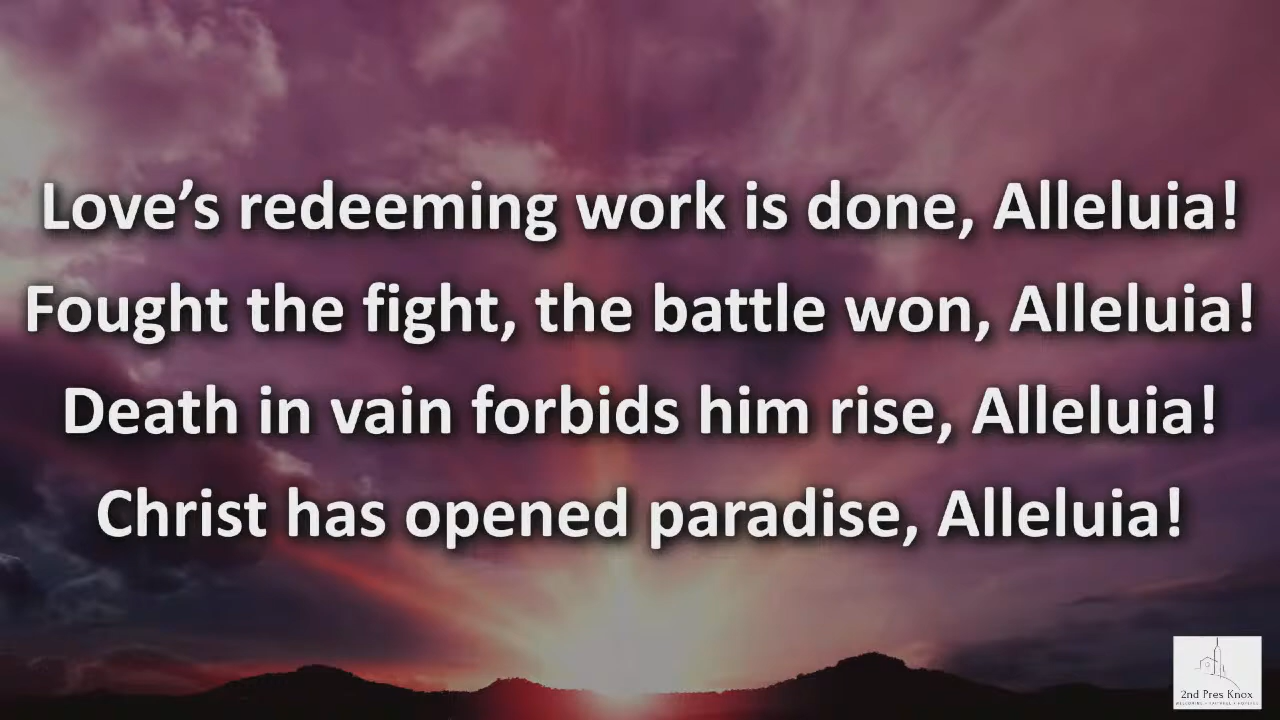 Love’s redeeming work is done, Alleluia!
Fought the fight, the battle won, Alleluia!
Death in vain forbids him rise, Alleluia!
Christ has opened paradise, Alleluia!
2nd Pres Knox